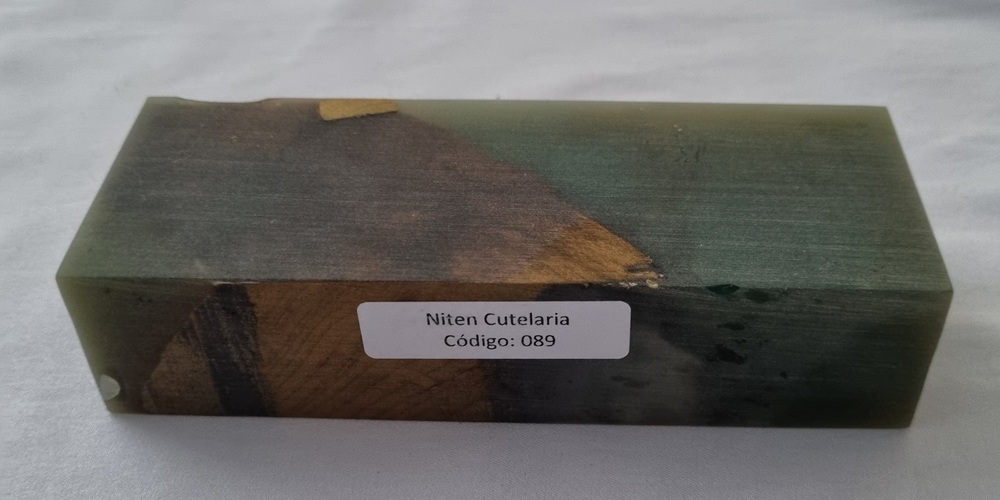 Niten Cutelaria
Código: 089